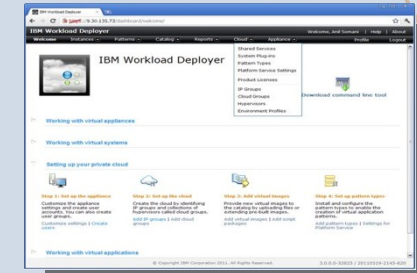 IBM Workload Deployer
9.30.135.73/dashboard/welcome/
IBM Workload Deployer
Welcome, Anil Somani | Help | About
Welcome Instances Patterns Catalog Reports Cloud Appliance Profile Logout
Shared Services
System Plug-ins
Pattern Types
Platform Service Settings
Product Licenses
IP Groups
Cloud Groups
Hypervisors
Environment Profiles
IBM Workload Deployer
Download command line tool
Working with virtual appliances
Working with virtual systems
Setting up your private cloud
Step 1: Set up the appliance
Customize the appliance
settings and create user
accounts. You can also create
user groups.
Customize settings | Create
users
Step 2: Set up the cloud
Create the cloud by identifying
IP groups and collections of
hypervisors called cloud groups.
Add IP groups | Add cloud
groups
Step 3: Add virtual images
Provide new virtual images to
the catalog by uploading files or
extending pre-built images.
Add virtual images | Add script
packages
Step 4: Set up pattern types
Install and configure the
pattern types to enable the
creation of virtual application
patterns.
Add pattern types | Settings for
Platform Service
Working with virtual applications
© Copyright IBM Corporation 2011. All Rights Reserved.